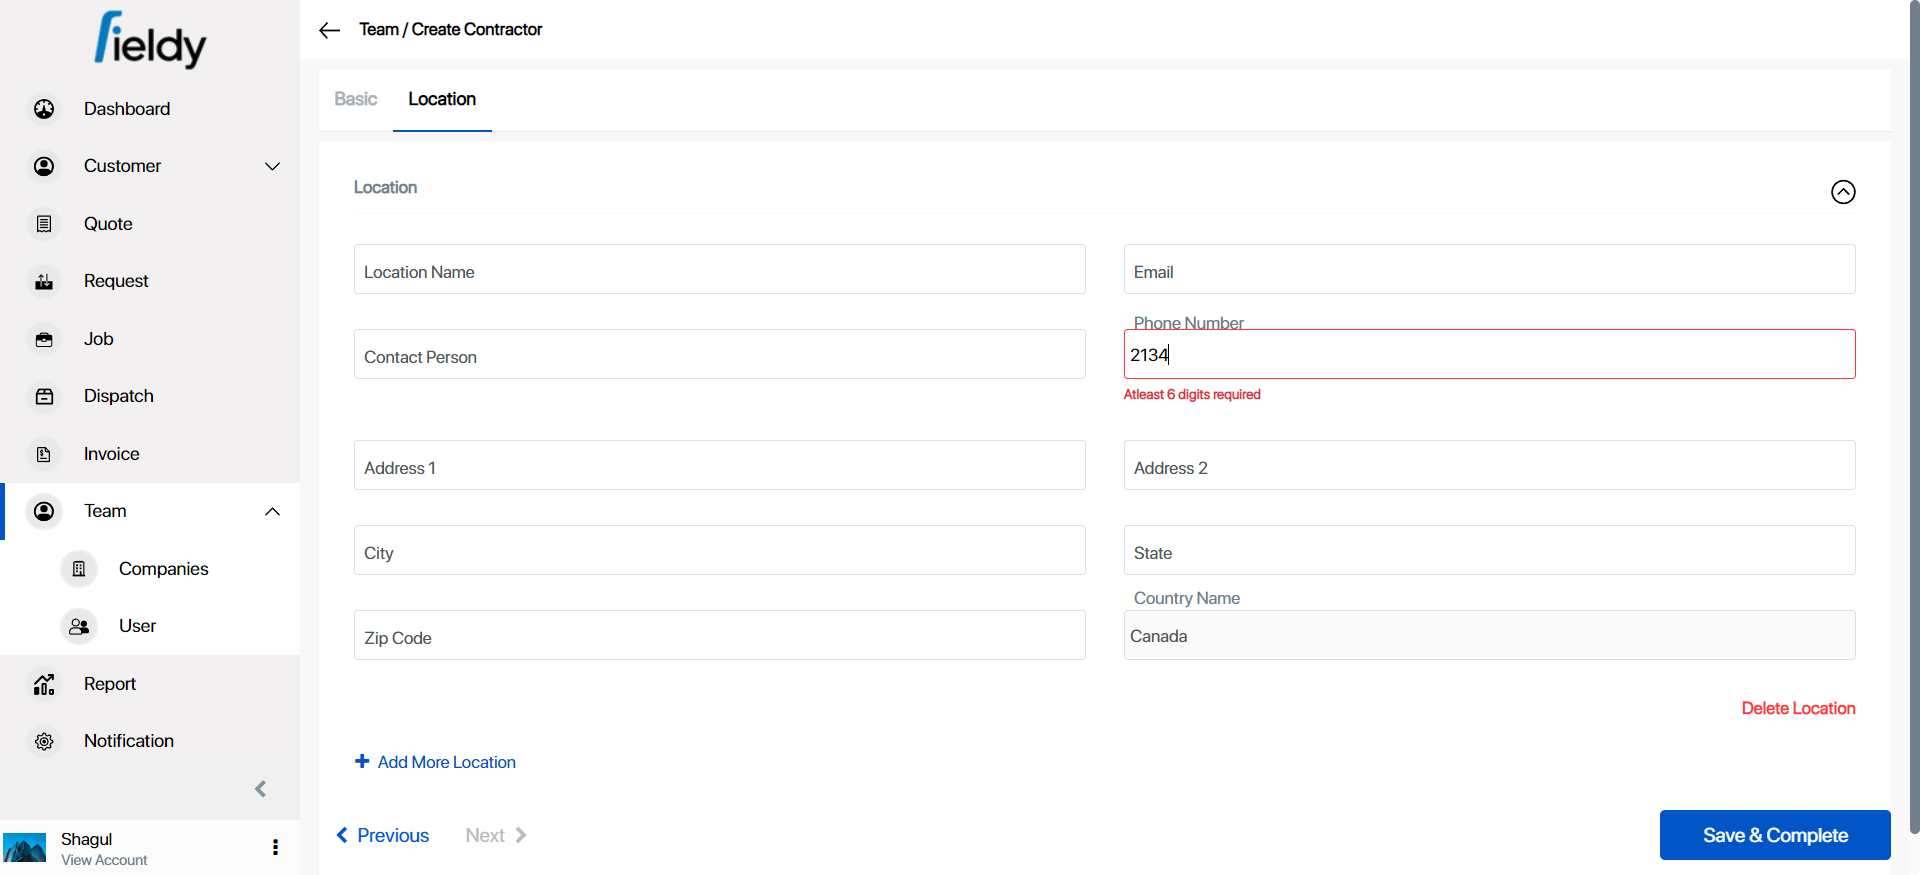 fieldy
Dashboard
Customer
Quote
Request
Job
Dispatch
Invoice
Team
Companies
User
Report
Notification
Shagul
View Account
Team / Create Contractor
Basic
Location
Location
Location Name
Email
Contact Person
Phone Number
2134
Atleast 6 digits required
Address 1
Address 2
City
State
Zip Code
Country Name
Canada
Delete Location
Add More Location
Previous
Next
Save & Complete